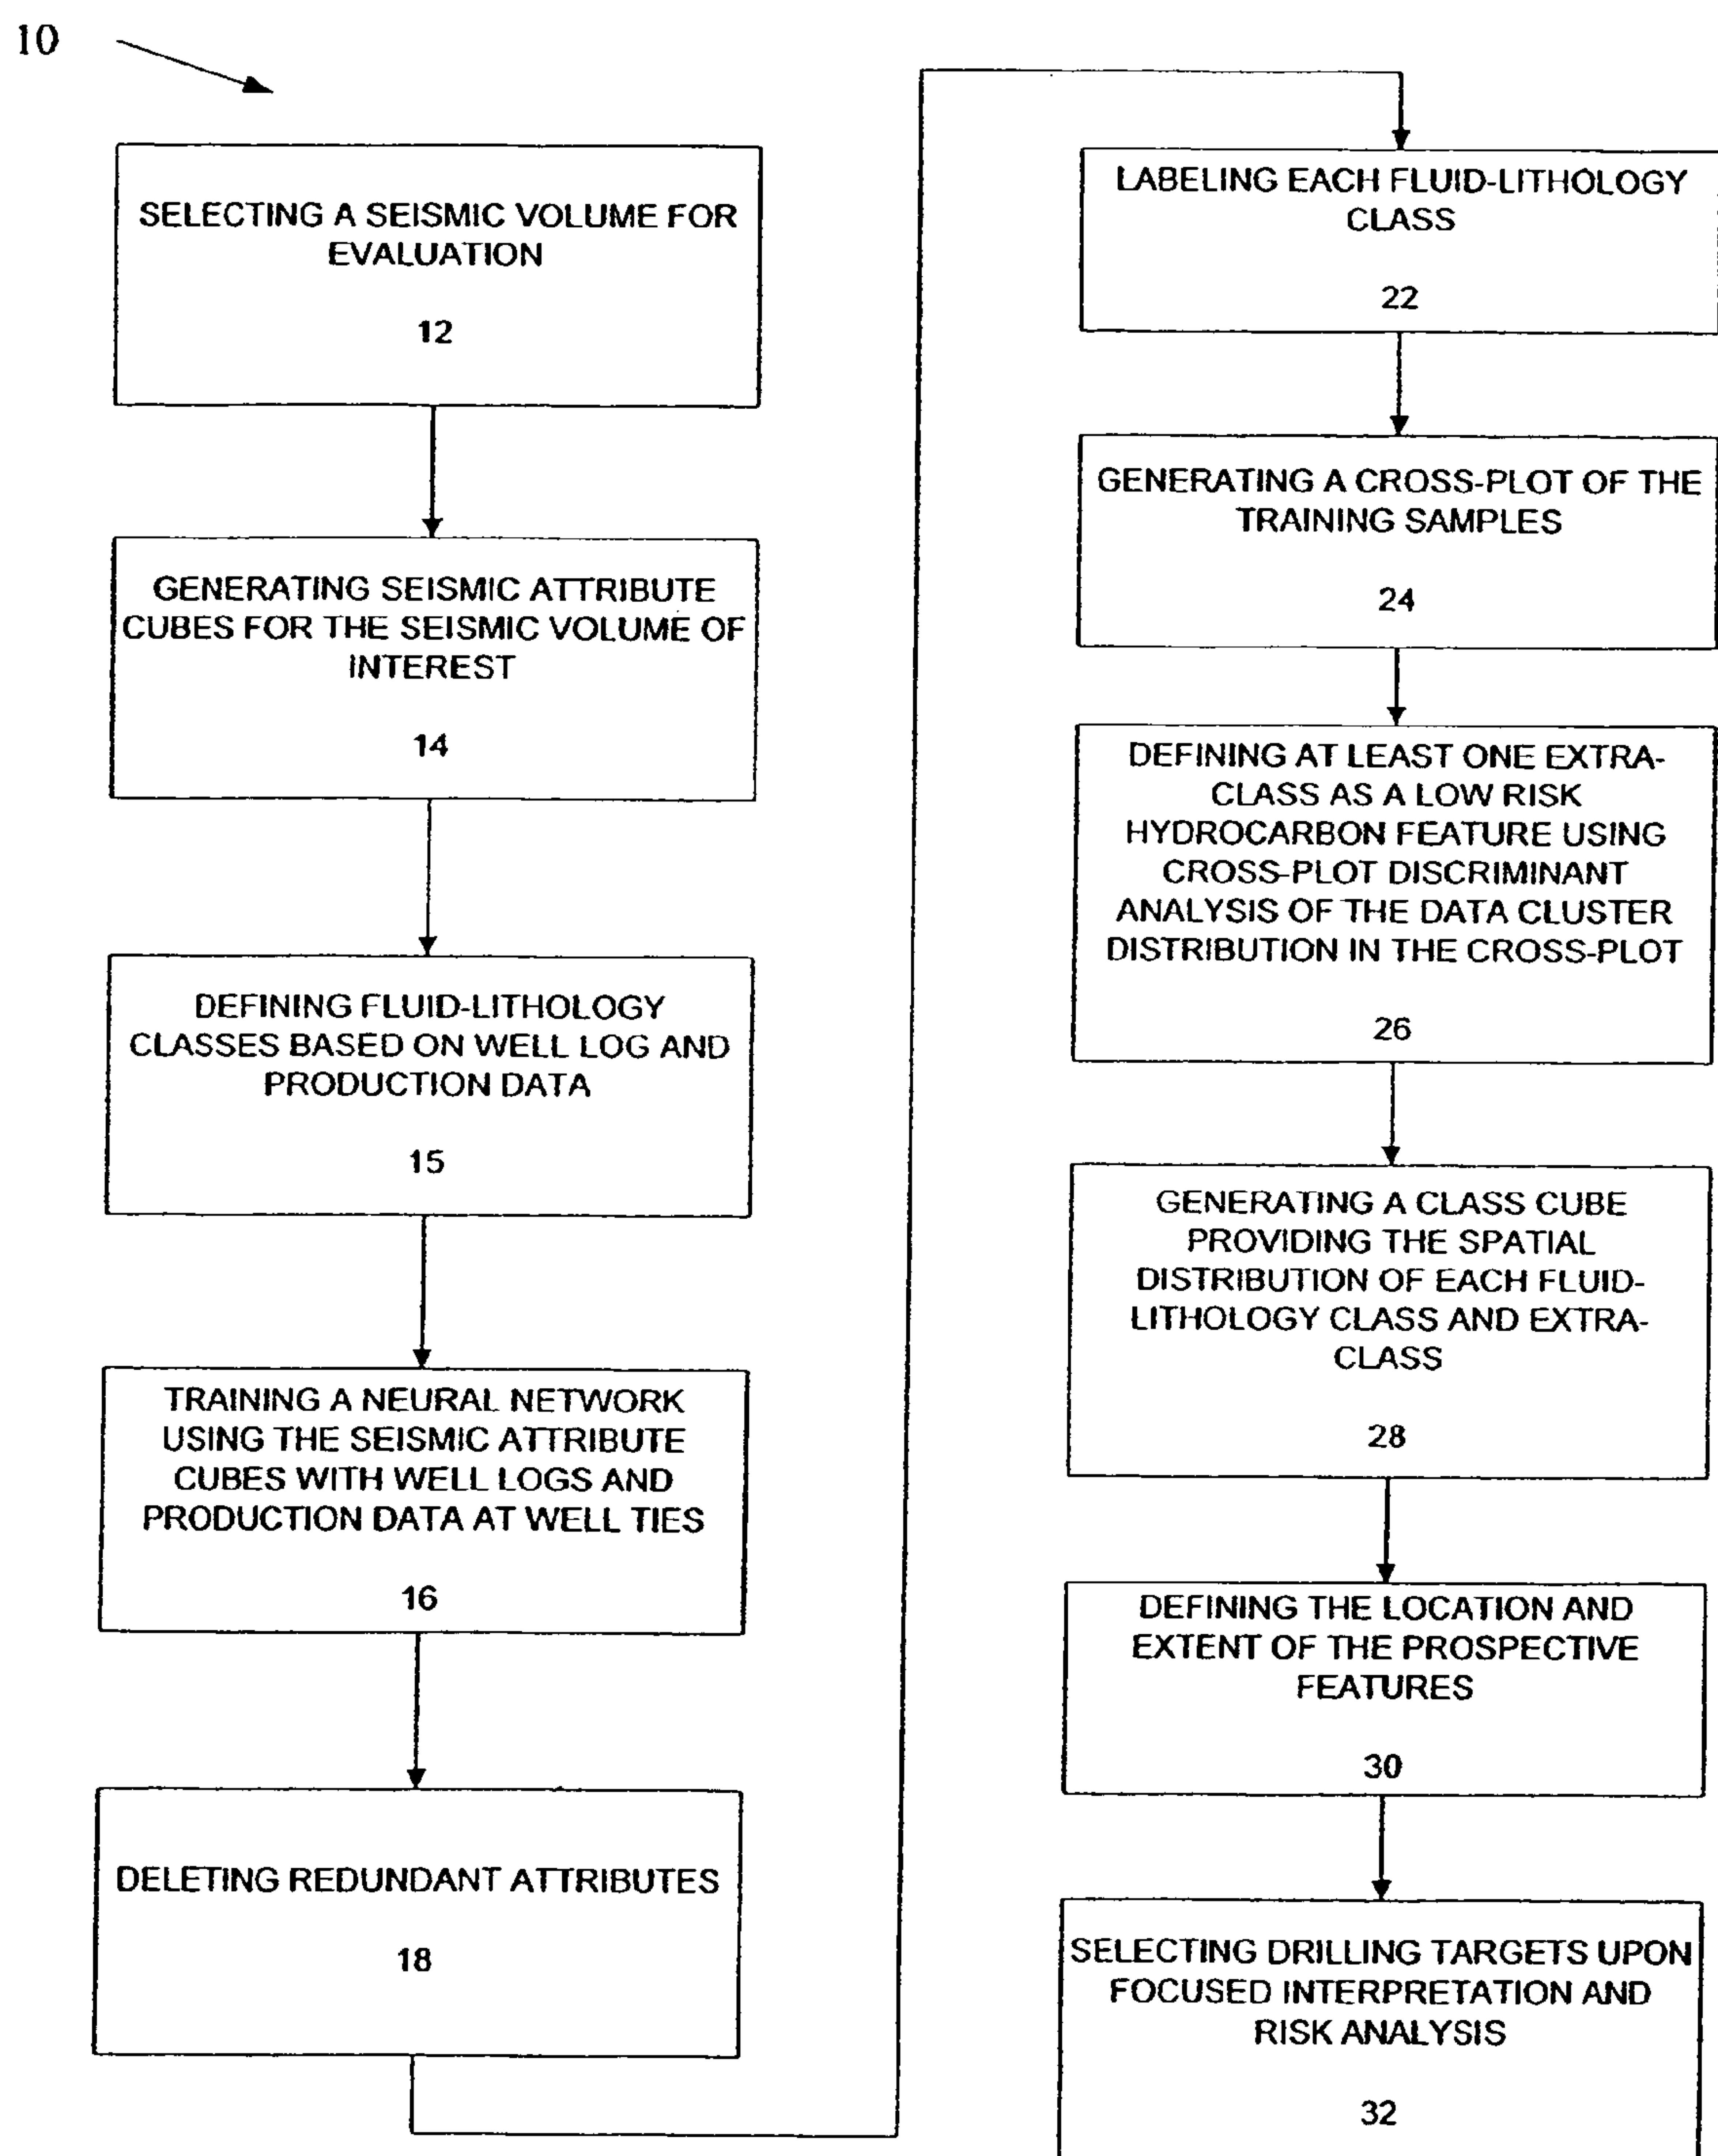 10
SELECTING A SEISMIC VOLUME FOR
EVALUATION
12
GENERATING SEISMIC ATTRIBUTE
CUBES FOR THE SEISMIC VOLUME OF
INTEREST
14
DEFINING FLUID-LITHOLOGY
CLASSES BASED ON WELL LOG AND
PRODUCTION DATA
15
TRAINING A NEURAL NETWORK
USING THE SEISMIC ATTRIBUTE
CUBES WITH WELL LOGS AND
PRODUCTION DATA AT WELL TIES
16
DELETING REDUNDANT ATTRIBUTES
18
LABELING EACH FLUID-LITHOLOGY
CLASS
22
GENERATING A CROSS-PLOT OF THE
TRAINING SAMPLES
24
DEFINING AT LEAST ONE EXTRA-
CLASS AS A LOW RISK
HYDROCARBON FEATURE USING
CROSS-PLOT DISCRIMINANT
ANALYSIS OF THE DATA CLUSTER
DISTRIBUTION IN THE CROSS-PLOT
26
GENERATING A CLASS CUBE
PROVIDING THE SPATIAL
DISTRIBUTION OF EACH FLUID-
LITHOLOGY CLASS AND EXTRA-
CLASS
28
DEFINING THE LOCATION AND
EXTENT OF THE PROSPECTIVE
FEATURES
30
SELECTING DRILLING TARGETS UPON
FOCUSED INTERPRETATION AND
RISK ANALYSIS
32